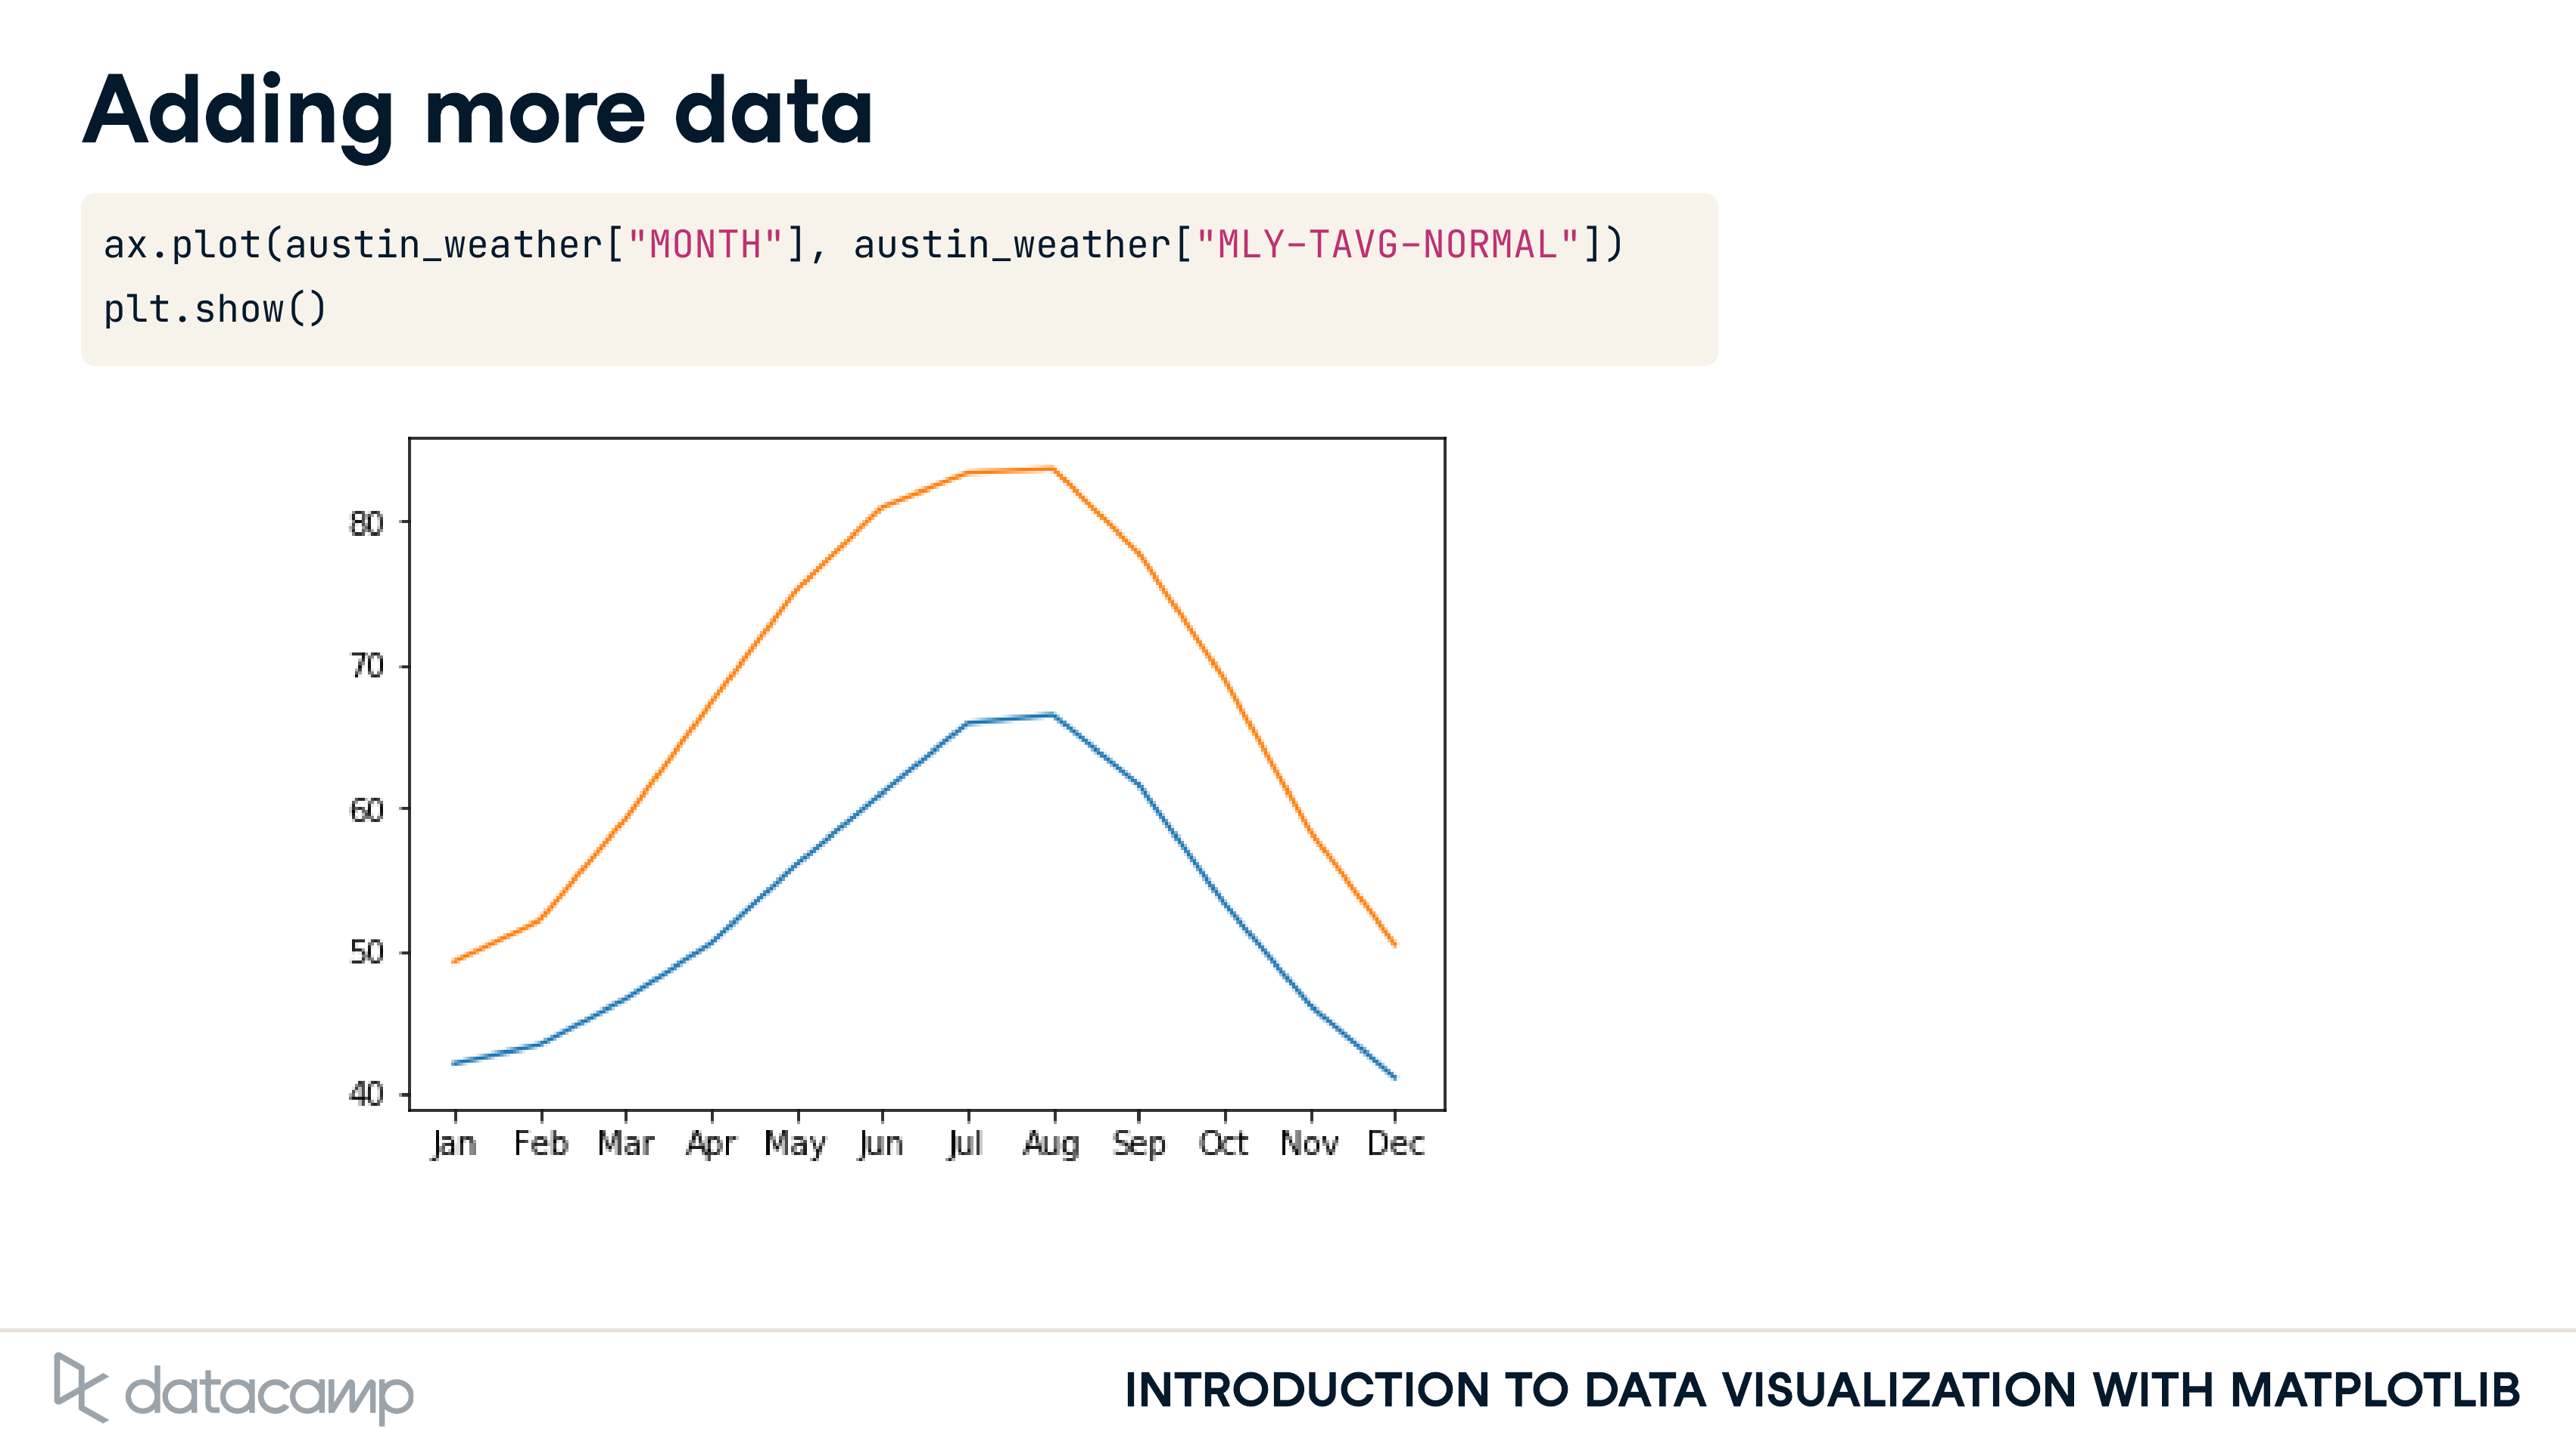 Adding more data
ax.plot(austin_weather["MONTH"], austin_weather["MLY-TAVG-NORMAL"])
plt.show()
80
70
60
50
40
Jan Feb Mar Apr May Jun Jul Aug Sep Oct Nov Dec
datacamp
INTRODUCTION TO DATA VISUALIZATION WITH MATPLOTLIB